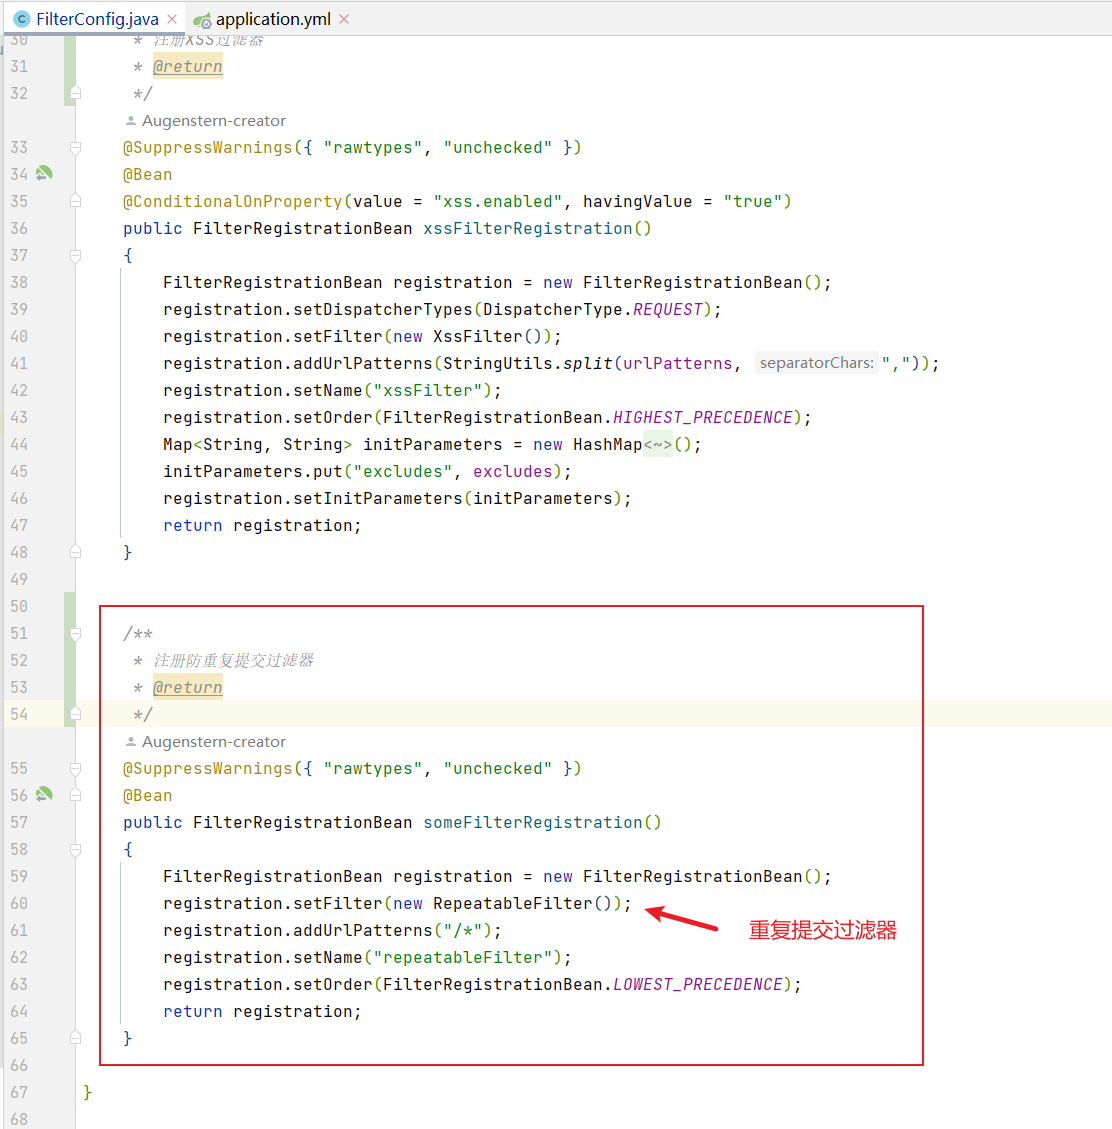 FilterConfig.java
application.yml
30 * 注册XSS过滤器
31 * @return
32 */
Augenstern-creator
33 @SuppressWarnings({ "rawtypes", "unchecked" })
34 @Bean
35 @ConditionalOnProperty(value = "xss.enabled", havingValue = "true")
36 public FilterRegistrationBean xssFilterRegistration()
37 {
38 FilterRegistrationBean registration = new FilterRegistrationBean();
39 registration.setDispatcherTypes(DispatcherType.REQUEST);
40 registration.setFilter(new XssFilter());
41 registration.addUrlPatterns(StringUtils.split(urlPatterns, separatorChars: ","));
42 registration.setName("xssFilter");
43 registration.setOrder(FilterRegistrationBean.HIGHEST_PRECEDENCE);
44 Map<String, String> initParameters = new HashMap<~>();
45 initParameters.put("excludes", excludes);
46 registration.setInitParameters(initParameters);
47 return registration;
48 }
49
50
51 /**
52 * 注册防重复提交过滤器
53 * @return
54 */
Augenstern-creator
55 @SuppressWarnings({ "rawtypes", "unchecked" })
56 @Bean
57 public FilterRegistrationBean someFilterRegistration()
58 {
59 FilterRegistrationBean registration = new FilterRegistrationBean();
60 registration.setFilter(new RepeatableFilter());
61 registration.addUrlPatterns("/*");
重复提交过滤器
62 registration.setName("repeatableFilter");
63 registration.setOrder(FilterRegistrationBean.LOWEST_PRECEDENCE);
64 return registration;
65 }
66
67 }
68